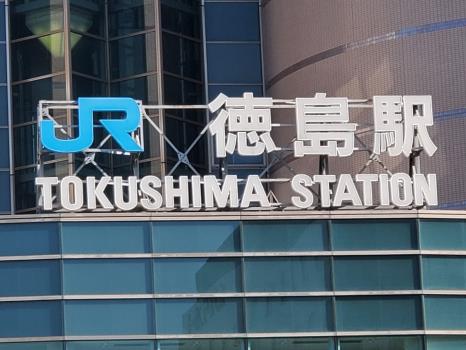 JR 徳島駅
TOKUSHIMA STATION